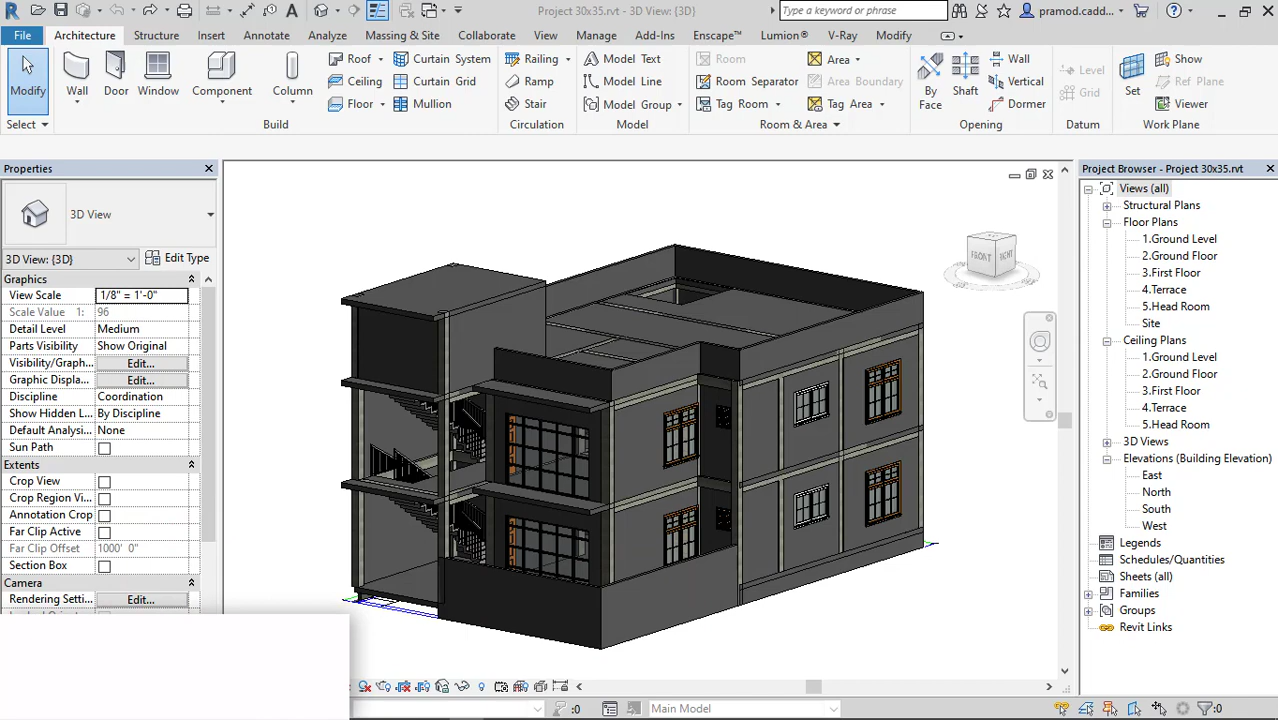 Project 30x35.rvt - 3D View: {3D}
Type a keyword or phrase
pramod.cadd...
File Architecture Structure Insert Annotate Analyze Massing & Site Collaborate View Manage Add-Ins Enscape™ Lumion® V-Ray Modify
Modify
Select
Wall
Door
Window
Component
Column
Roof
Ceiling
Floor
Curtain System
Curtain Grid
Mullion
Build
Railing
Ramp
Stair
Circulation
Model Text
Model Line
Model Group
Model
Room
Room Separator
Tag Room
Area
Area Boundary
Tag Area
Room & Area
By Face
Shaft
Wall
Vertical
Dormer
Opening
Level
Grid
Datum
Set
Show
Ref Plane
Viewer
Work Plane
Properties
3D View
3D View: {3D} Edit Type
Graphics
View Scale 1/8" = 1'-0"
Scale Value 1: 96
Detail Level Medium
Parts Visibility Show Original
Visibility/Graph... Edit...
Graphic Displa... Edit...
Discipline Coordination
Show Hidden L... By Discipline
Default Analysi... None
Sun Path
Extents
Crop View
Crop Region Vi...
Annotation Crop
Far Clip Active
Far Clip Offset 1000' 0"
Section Box
Camera
Rendering Setti... Edit...
FRONT RIGHT
Project Browser - Project 30x35.rvt
Views (all)
Structural Plans
Floor Plans
1.Ground Level
2.Ground Level
3.First Floor
4.Terrace
5.Head Room
Site
Ceiling Plans
1.Ground Level
2.Ground Level
3.First Floor
4.Terrace
5.Head Room
3D Views
Elevations (Building Elevation)
East
North
South
West
Legends
Schedules/Quantities
Sheets (all)
Families
Groups
Revit Links
:0
Main Model
:0